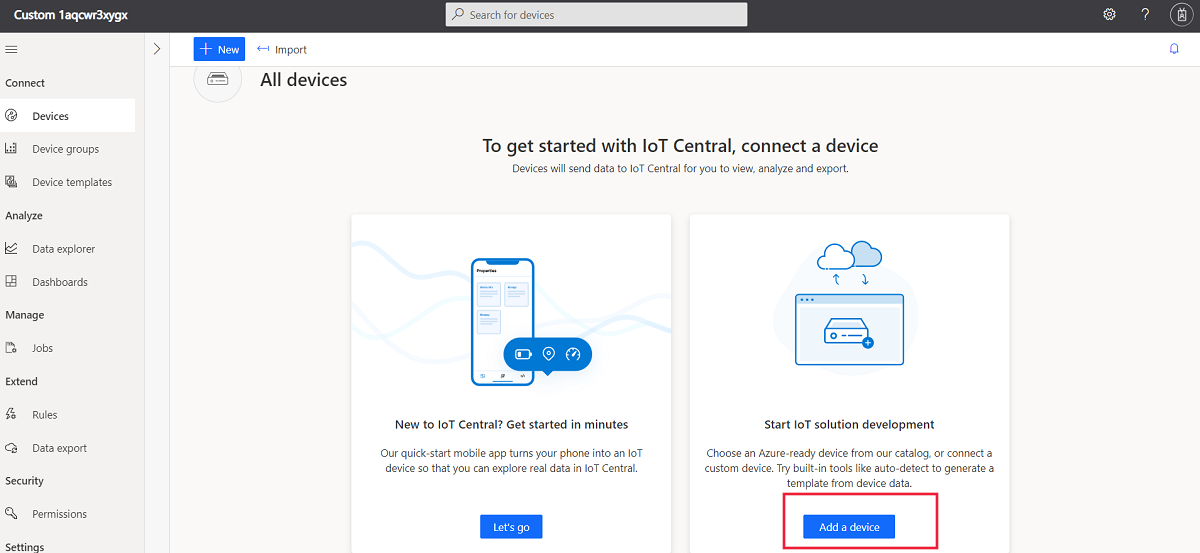 Custom 1aqcwr3xygx
Search for devices
?
New
Import
Connect
Devices
Device groups
Device templates
Analyze
Data explorer
Dashboards
Manage
Jobs
Extend
Rules
Data export
Security
Permissions
Settings
All devices
To get started with IoT Central, connect a device
Devices will send data to IoT Central for you to view, analyze and export.
Properties
New to IoT Central? Get started in minutes
Our quick-start mobile app turns your phone into an IoT
device so that you can explore real data in IoT Central.
Let's go
Start IoT solution development
Choose an Azure-ready device from our catalog, or connect a
custom device. Try built-in tools like auto-detect to generate a
template from device data.
Add a device